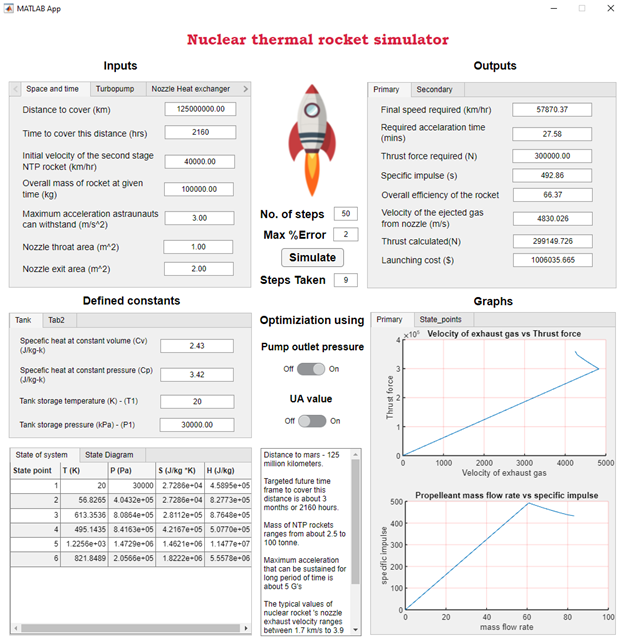 MATLAB App
Nuclear thermal rocket simulator
Inputs
Space and time Turbopump Nozzle Heat exchanger
Distance to cover (km) 125000000.00
Time to cover this distance (hrs) 2160
Initial velocity of the second stage
NTP rocket (km/hr) 40000.00
Overall mass of rocket at given
time (kg) 100000.00
Maximum acceleration astraunauts
can withstand (m/s^2) 3.00
Nozzle throat area (m^2) 1.00
Nozzle exit area (m^2) 2.00
No. of steps 50
Max %Error 2
Simulate
Steps Taken 9
Outputs
Primary Secondary
Final speed required (km/hr) 57870.37
Required accelaration time
(mins) 27.58
Thrust force required (N) 300000.00
Specific impulse (s) 492.86
Overall efficiency of the rocket 66.37
Velocity of the ejected gas
from nozzle (m/s) 4830.026
Thrust calculated(N) 299149.726
Launching cost ($) 1006035.665
Defined constants
Tank Tab2
Specefic heat at constant volume (Cv)
(J/kg-k) 2.43
Specefic heat at constant pressure (Cp)
(J/kg-k) 3.42
Tank storage temperature (K) - (T1) 20
Tank storage pressure (kPa) - (P1) 30000.00
Optimiziation using
Pump outlet pressure
Off On
UA value
Off On
State of system State Diagram
State point T (K) P (Pa) S (J/kg *K) H (J/kg)
1 20 30000 2.7286e+04 4.5895e+05
2 56.8265 4.0432e+05 2.7286e+04 8.2773e+05
3 613.3536 8.0864e+05 2.8112e+05 8.7648e+05
4 495.1435 8.4163e+05 4.2167e+05 5.0770e+05
5 1.2256e+03 1.4729e+06 1.4621e+06 1.1477e+07
6 821.8489 2.0566e+05 1.8222e+06 5.5578e+06
Distance to mars - 125
million kilometers.
Targeted future time
frame to cover this
distance is about 3
months or 2160 hours.
Mass of NTP rockets
ranges from about 2.5 to
100 tonne.
Maximum acceleration
that can be sustained for
long period of time is
about 5 G's
The typical values of
nuclear rocket 's nozzle
exhaust velocity ranges
between 1.7 km/s to 3.9
Graphs
Primary State_points
×10⁵ Velocity of exhaust gas vs Thrust force
4
3
2
1
0
Thrust force
0 1000 2000 3000 4000 5000
Velocity of exhaust gas
Propelleant mass flow rate vs specific impulse
500
400
300
200
100
0
specific impulse
0 20 40 60 80 100
mass flow rate